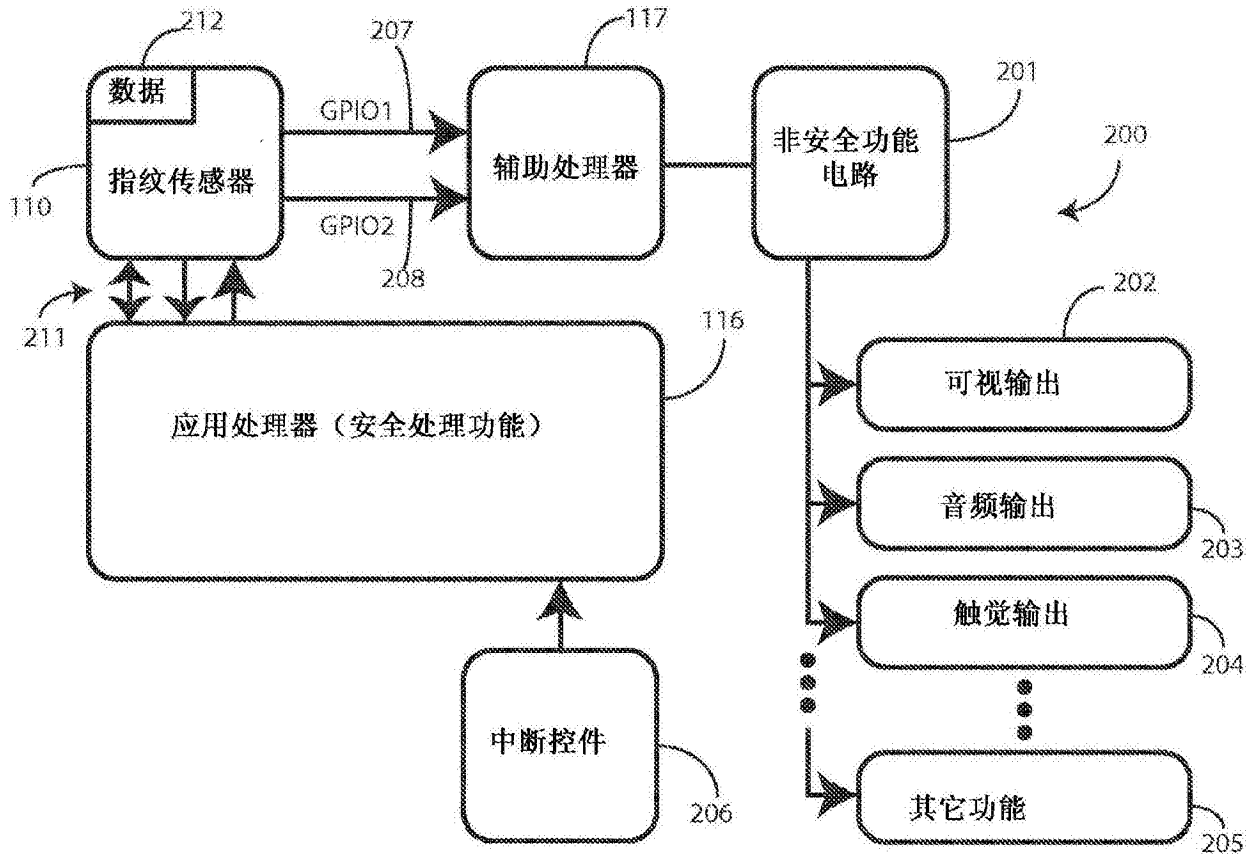 212
207
117
201
数据
GPIO1
非安全功能
电路
200
指纹传感器
辅助处理器
110
GPIO2
208
202
211
116
可视输出
应用处理器（安全处理功能）
音频输出
203
触觉输出
204
中断控件
206
其它功能
205